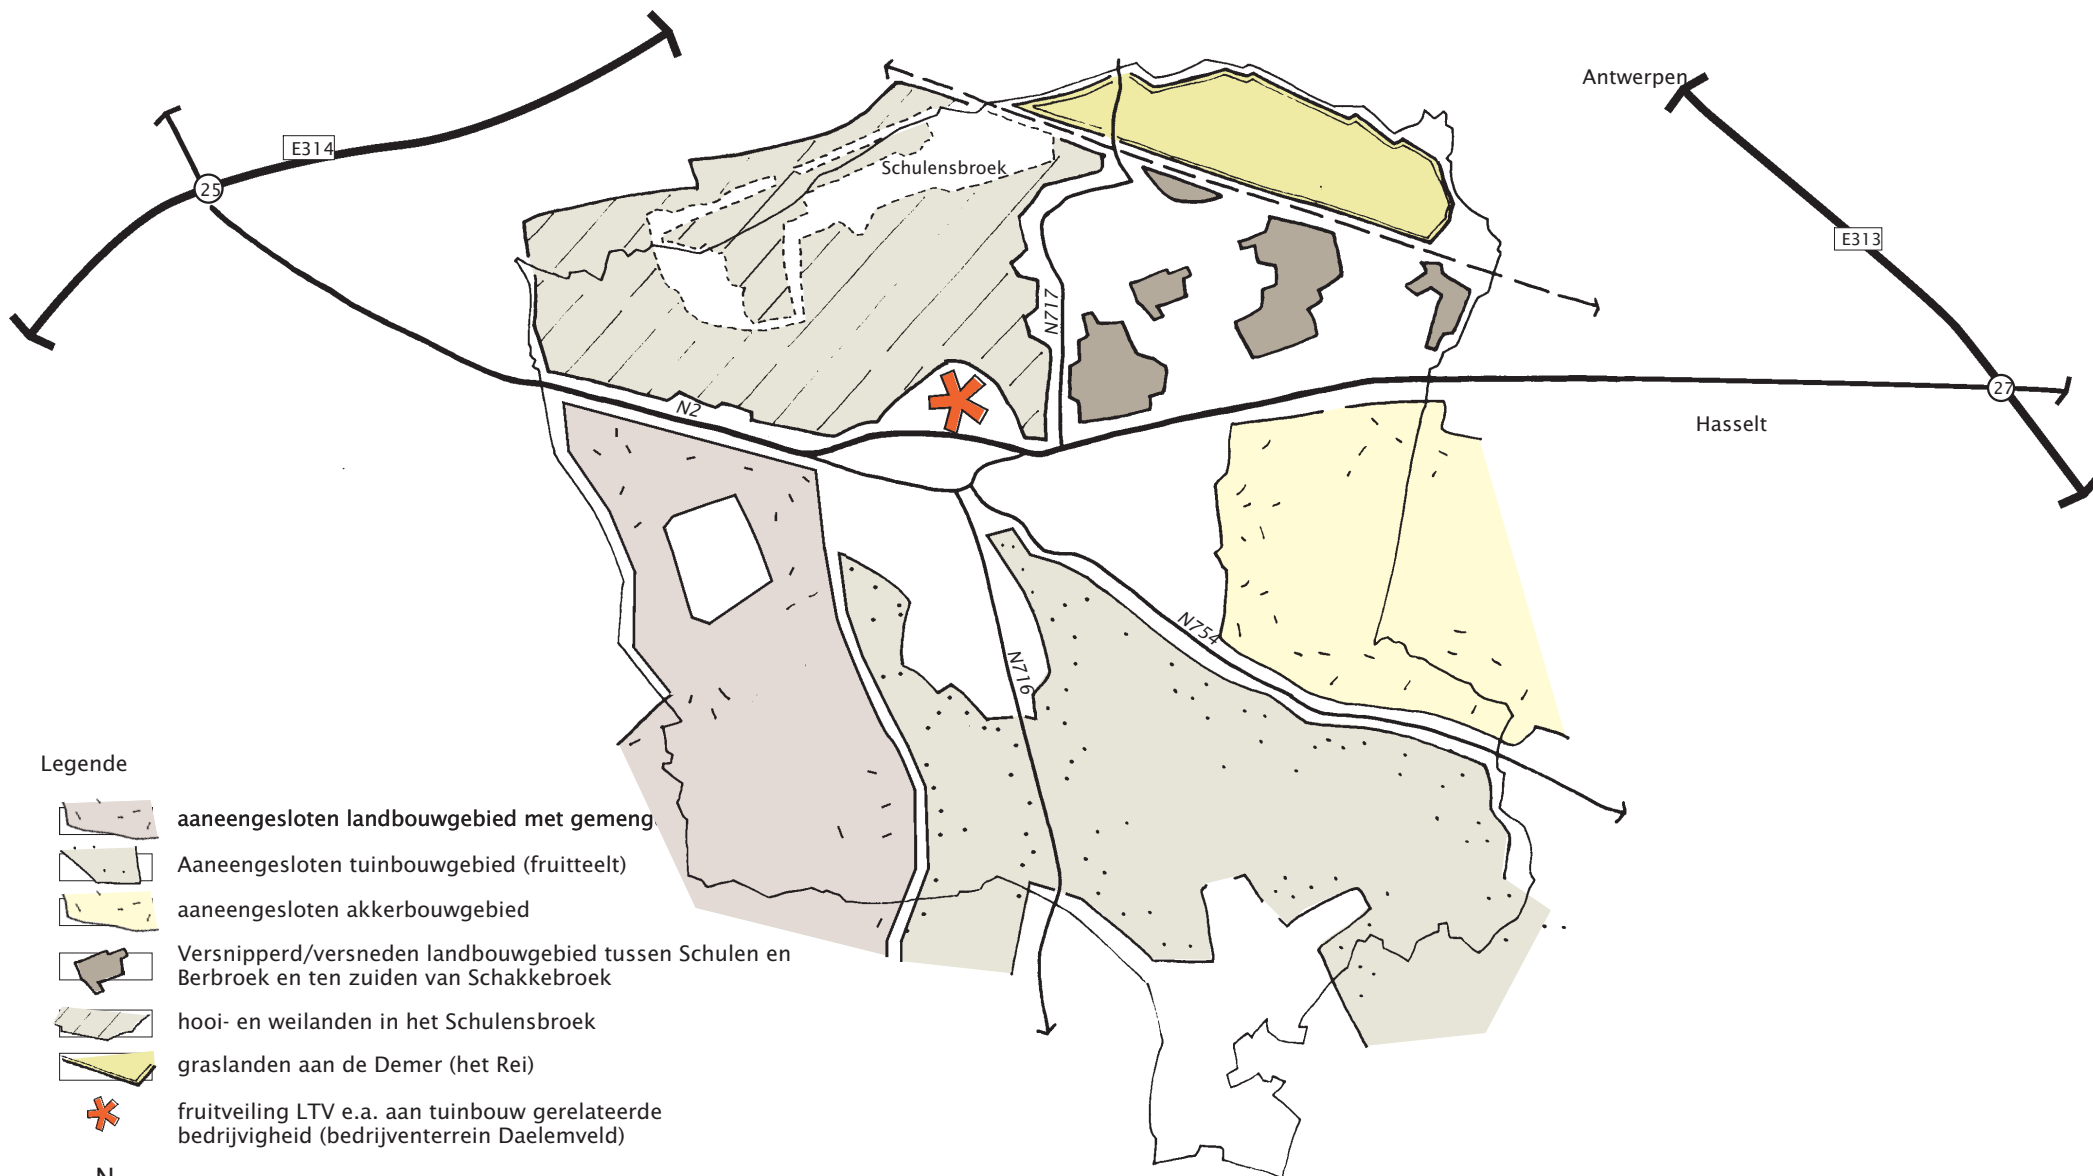 Antwerpen
E314
25
Schulensbroek
E313
N717
27
N2
Hasselt
N754
N716
Legende
aaneengesloten landbouwgebied met gemeng
Aaneengesloten tuinbouwgebied (fruitteelt)
aaneengesloten akkerbouwgebied
Versnipperd/versneden landbouwgebied tussen Schulen en
Berbroek en ten zuiden van Schakkebroek
hooi- en weilanden in het Schulensbroek
graslanden aan de Demer (het Rei)
fruitveiling LTV e.a. aan tuinbouw gerelateerde
bedrijvigheid (bedrijventerrein Daelemveld)
N